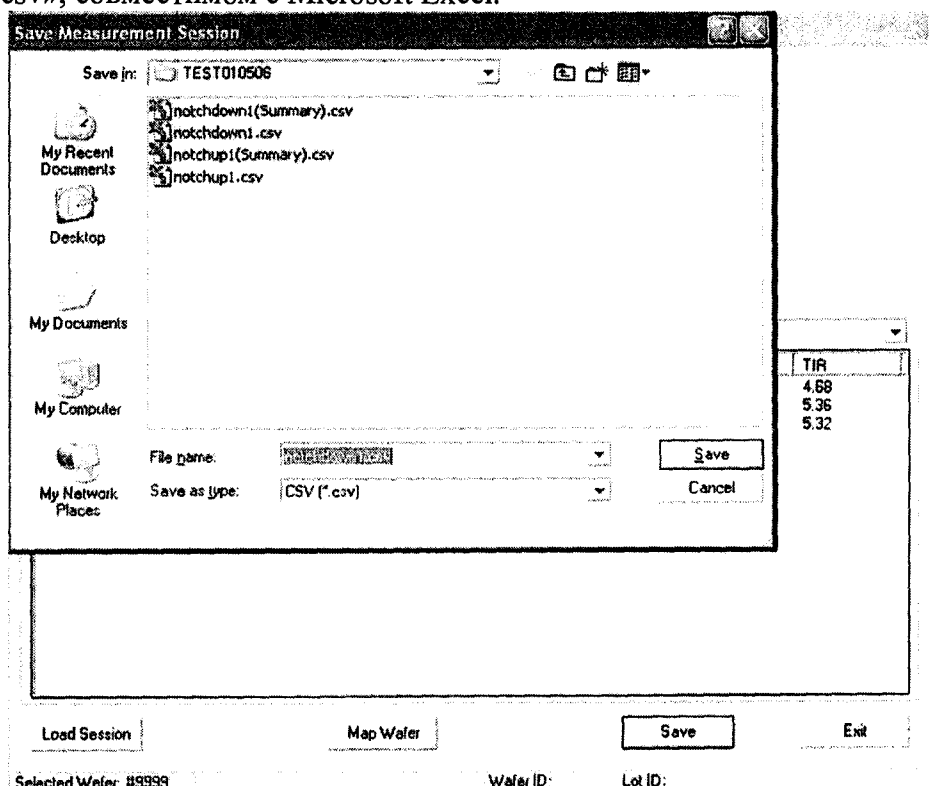 csv», совместимом с Microsoft Excel.
Save Measurement Session
Save in: TEST010506
notchdown1(Summary).csv
notchdown1.csv
notchup1(Summary).csv
notchup1.csv
My Recent
Documents
Desktop
My Documents
My Computer
My Network
Places
File name:
Save
Save as type: CSV (*.csv)
Cancel
TIR
4.68
5.36
5.32
Load Session
Map Wafer
Save
Exit
Selected Wafer: #9999
Wafer ID:
Lot ID: